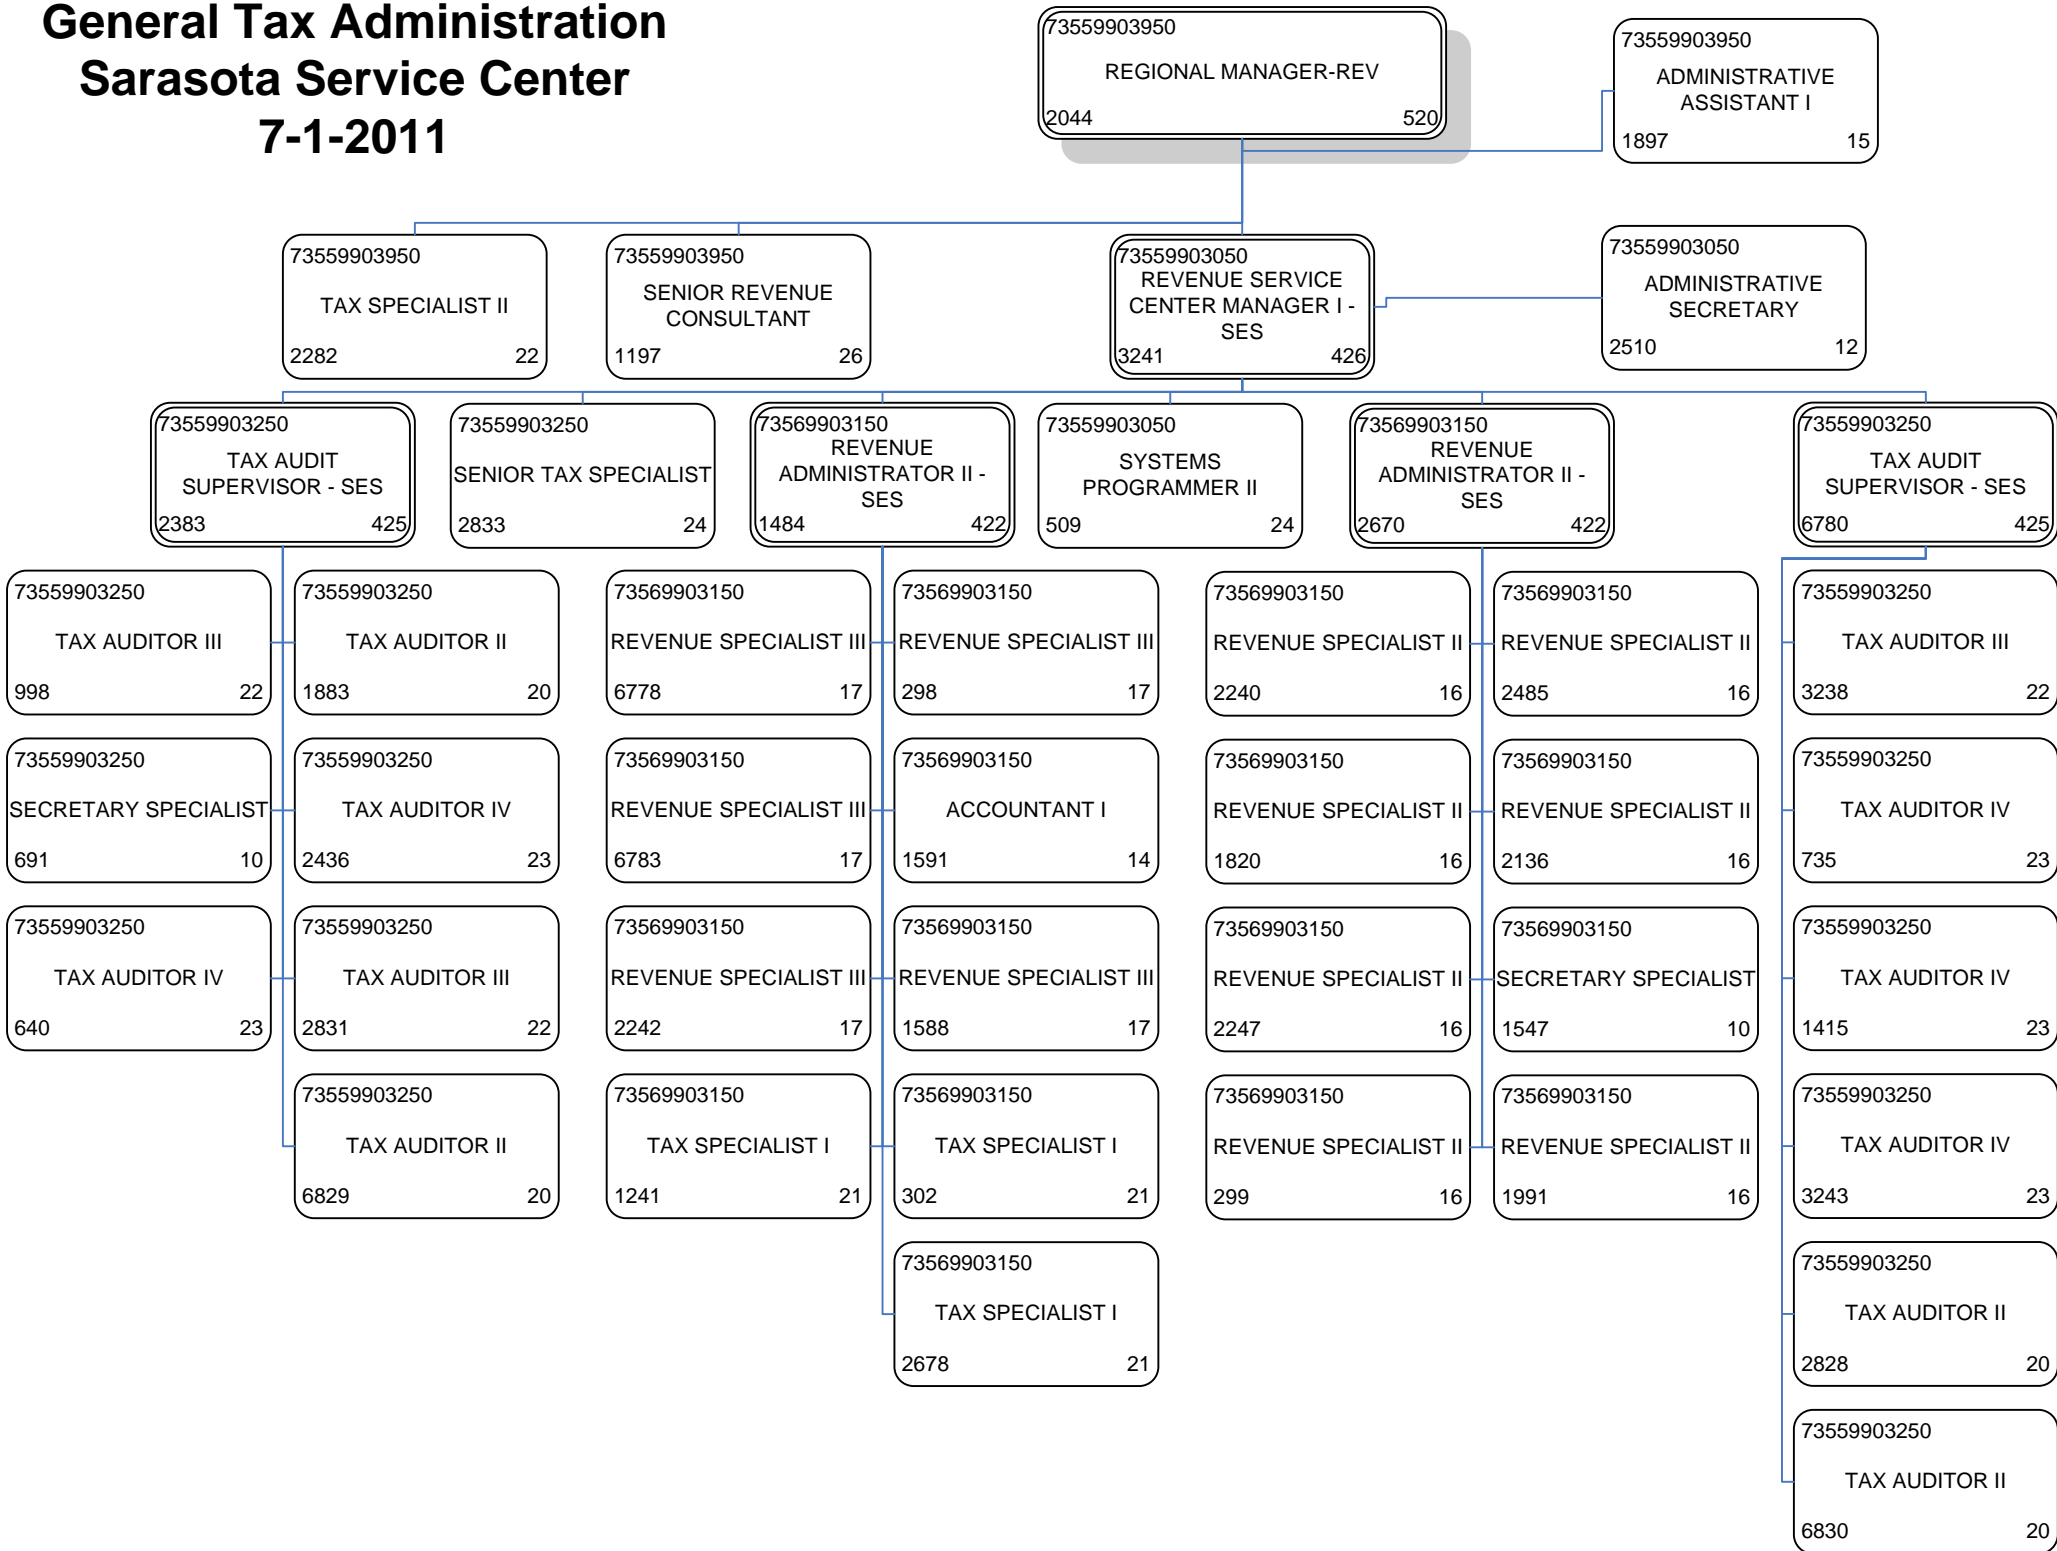 General Tax Administration
Sarasota Service Center
7-1-2011
73559903950
REGIONAL MANAGER-REV
2044 520
73559903950
ADMINISTRATIVE
ASSISTANT I
1897 15
73559903950
TAX SPECIALIST II
2282 22
73559903950
SENIOR REVENUE
CONSULTANT
1197 26
73559903050
REVENUE SERVICE
CENTER MANAGER I -
SES
3241 426
73559903050
ADMINISTRATIVE
SECRETARY
2510 12
73559903250
TAX AUDIT
SUPERVISOR - SES
2383 425
73559903250
SENIOR TAX SPECIALIST
2833 24
73569903150
REVENUE
ADMINISTRATOR II -
SES
1484 422
73559903050
SYSTEMS
PROGRAMMER II
509 24
73569903150
REVENUE
ADMINISTRATOR II -
SES
2670 422
73559903250
TAX AUDIT
SUPERVISOR - SES
6780 425
73559903250
TAX AUDITOR III
998 22
73559903250
TAX AUDITOR II
1883 20
73569903150
REVENUE SPECIALIST III
6778 17
73569903150
REVENUE SPECIALIST III
298 17
73569903150
REVENUE SPECIALIST II
2240 16
73569903150
REVENUE SPECIALIST II
2485 16
73559903250
TAX AUDITOR III
3238 22
73559903250
SECRETARY SPECIALIST
691 10
73559903250
TAX AUDITOR IV
2436 23
73569903150
REVENUE SPECIALIST III
6783 17
73569903150
ACCOUNTANT I
1591 14
73569903150
REVENUE SPECIALIST II
1820 16
73569903150
REVENUE SPECIALIST II
2136 16
73559903250
TAX AUDITOR IV
735 23
73559903250
TAX AUDITOR IV
640 23
73559903250
TAX AUDITOR III
2831 22
73569903150
REVENUE SPECIALIST III
2242 17
73569903150
REVENUE SPECIALIST III
1588 17
73569903150
REVENUE SPECIALIST II
2247 16
73569903150
SECRETARY SPECIALIST
1547 10
73559903250
TAX AUDITOR IV
1415 23
73559903250
TAX AUDITOR II
6829 20
73569903150
TAX SPECIALIST I
1241 21
73569903150
TAX SPECIALIST I
302 21
73569903150
REVENUE SPECIALIST II
299 16
73569903150
REVENUE SPECIALIST II
1991 16
73559903250
TAX AUDITOR IV
3243 23
73569903150
TAX SPECIALIST I
2678 21
73559903250
TAX AUDITOR II
2828 20
73559903250
TAX AUDITOR II
6830 20